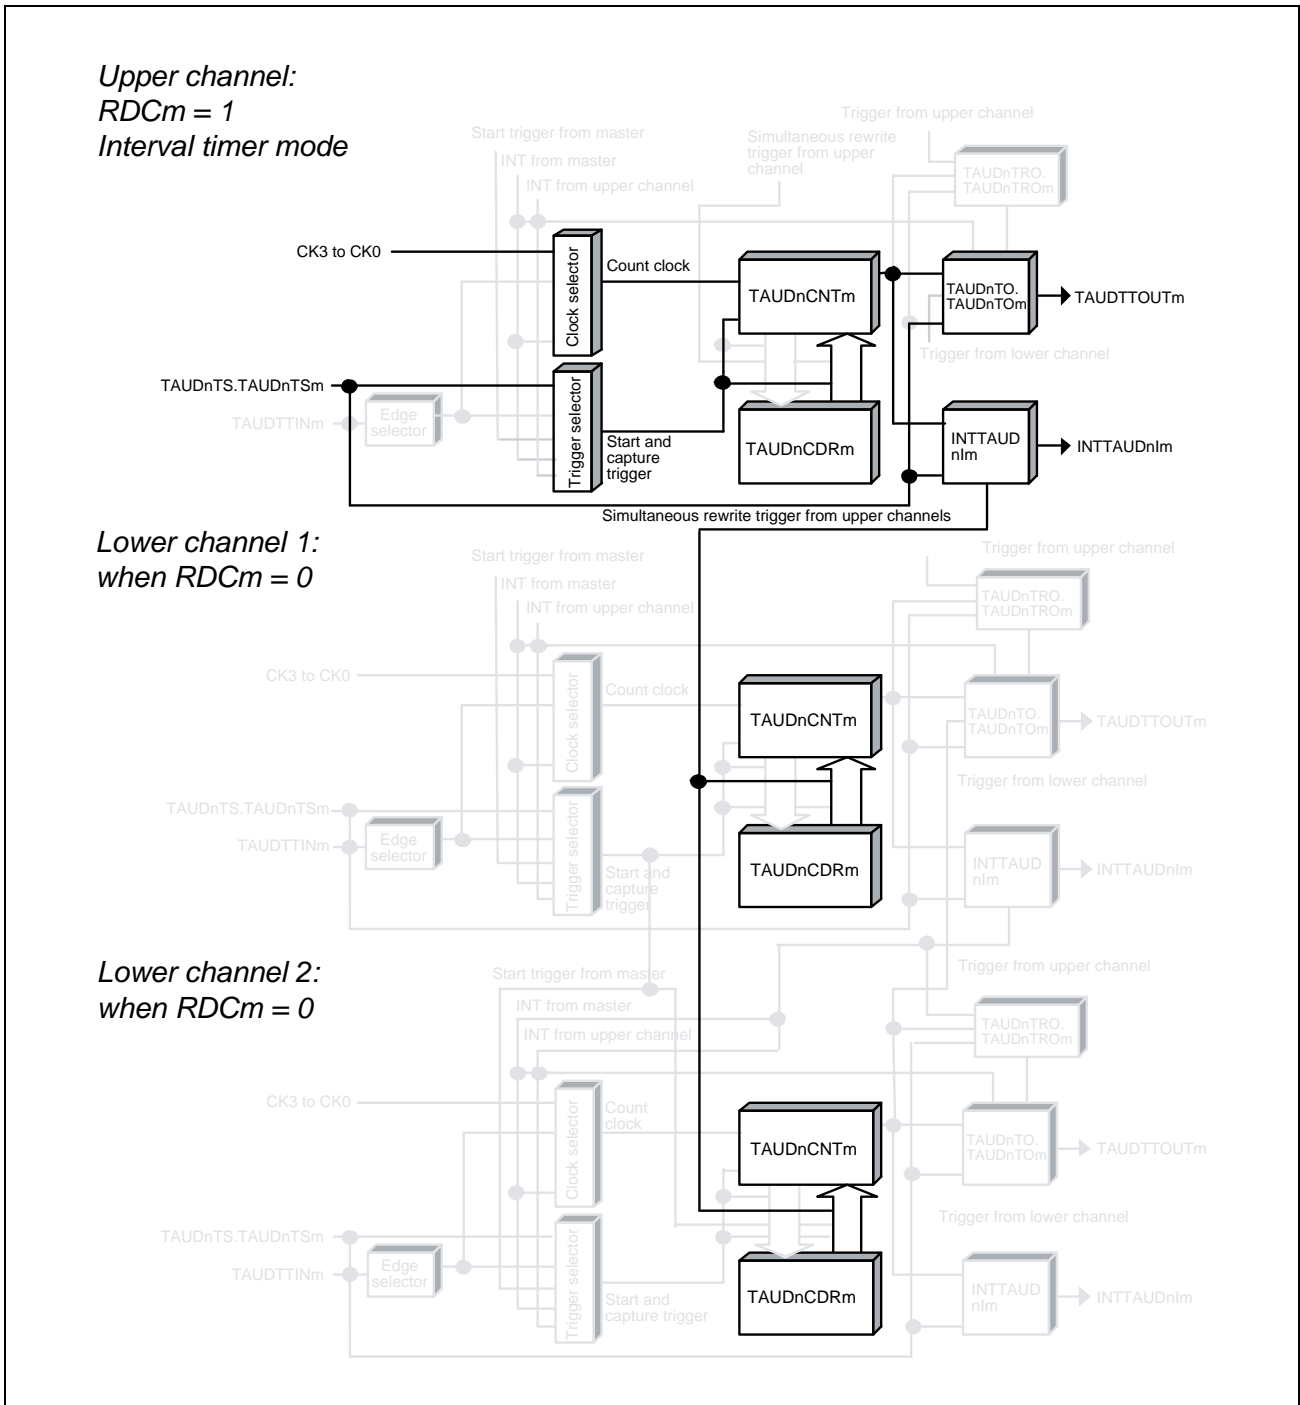 Upper channel:
RDCm = 1
Interval timer mode
Trigger from upper channel
Start trigger from master
Simultaneous rewrite
trigger from upper
channel
INT from master
INT from upper channel
TAUDnTRO.
TAUDnTROm
CK3 to CK0
Clock selector
Count clock
TAUDnCNTm
TAUDnTO.
TAUDnTOm
TAUDTTOUTm
Trigger from lower channel
TAUDnTS.TAUDnTSm
TAUDTTINm
Edge
selector
Trigger selector
Start and
capture
trigger
TAUDnCDRm
INTTAUD
nIm
INTTAUDnIm
Simultaneous rewrite trigger from upper channels
Lower channel 1:
when RDCm = 0
Start trigger from master
INT from master
INT from upper channel
Trigger from upper channel
TAUDnTRO.
TAUDnTROm
CK3 to CK0
Clock selector
Count clock
TAUDnCNTm
TAUDnTO.
TAUDnTOm
TAUDTTOUTm
Trigger from lower channel
TAUDnTS.TAUDnTSm
TAUDTTINm
Edge
selector
Trigger selector
Start and
capture
trigger
TAUDnCDRm
INTTAUD
nIm
INTTAUDnIm
Lower channel 2:
when RDCm = 0
Start trigger from master
INT from master
INT from upper channel
Trigger from upper channel
TAUDnTRO.
TAUDnTROm
CK3 to CK0
Clock selector
Count
clock
TAUDnCNTm
TAUDnTO.
TAUDnTOm
TAUDTTOUTm
Trigger from lower channel
TAUDnTS.TAUDnTSm
TAUDTTINm
Edge
selector
Trigger selector
Start and
capture trigger
TAUDnCDRm
INTTAUD
nIm
INTTAUDnIm